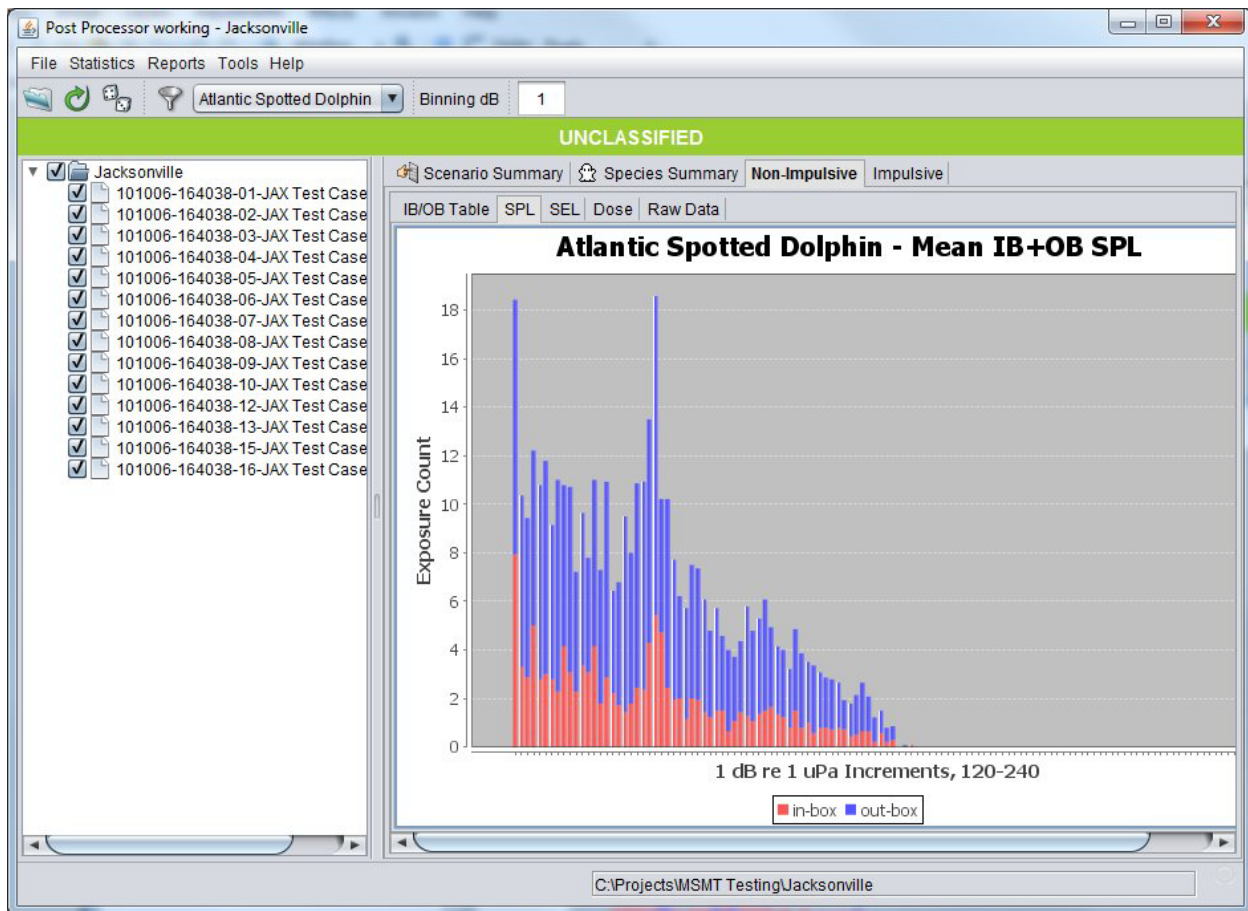 Post Processor working - Jacksonville
File Statistics Reports Tools Help
Atlantic Spotted Dolphin Binning dB 1
UNCLASSIFIED
Jacksonville
101006-164038-01-JAX Test Case
101006-164038-02-JAX Test Case
101006-164038-03-JAX Test Case
101006-164038-04-JAX Test Case
101006-164038-05-JAX Test Case
101006-164038-06-JAX Test Case
101006-164038-07-JAX Test Case
101006-164038-08-JAX Test Case
101006-164038-09-JAX Test Case
101006-164038-10-JAX Test Case
101006-164038-12-JAX Test Case
101006-164038-13-JAX Test Case
101006-164038-15-JAX Test Case
101006-164038-16-JAX Test Case
Scenario Summary Species Summary Non-Impulsive Impulsive
IB/OB Table SPL SEL Dose Raw Data
Atlantic Spotted Dolphin - Mean IB+OB SPL
Exposure Count
18
16
14
12
10
8
6
4
2
0
1 dB re 1 uPa Increments, 120-240
in-box out-box
C:\Projects\MSMT Testing\Jacksonville